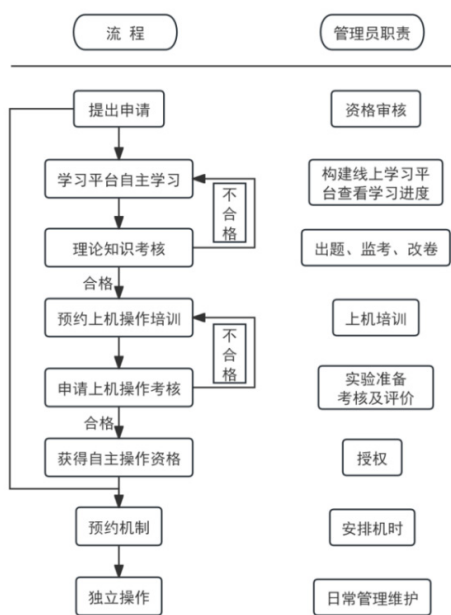 流 程
管理员职责
提出申请
资格审核
学习平台自主学习
构建线上学习平
台查看学习进度
不
合
格
理论知识考核
出题、监考、改卷
合格
预约上机操作培训
上机培训
不
合
格
申请上机操作考核
实验准备
考核及评价
合格
获得自主操作资格
授权
预约机制
安排机时
独立操作
日常管理维护